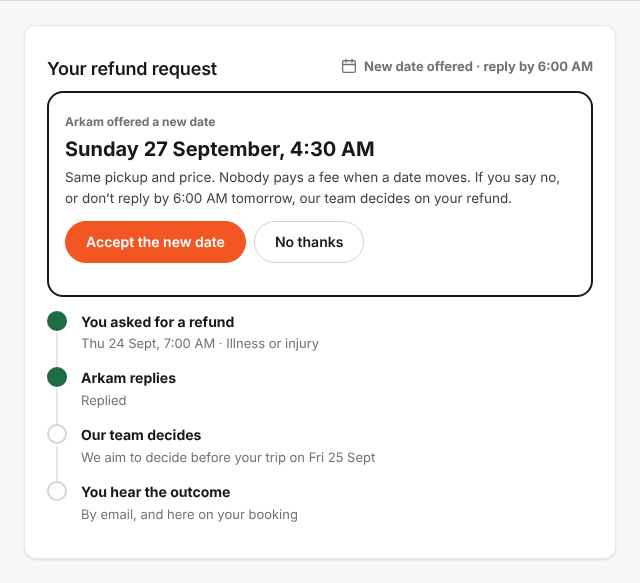 Your refund request
New date offered · reply by 6:00 AM
Arkam offered a new date
Sunday 27 September, 4:30 AM
Same pickup and price. Nobody pays a fee when a date moves. If you say no,
or don’t reply by 6:00 AM tomorrow, our team decides on your refund.
Accept the new date
No thanks
You asked for a refund
Thu 24 Sept, 7:00 AM · Illness or injury
Arkam replies
Replied
Our team decides
We aim to decide before your trip on Fri 25 Sept
You hear the outcome
By email, and here on your booking